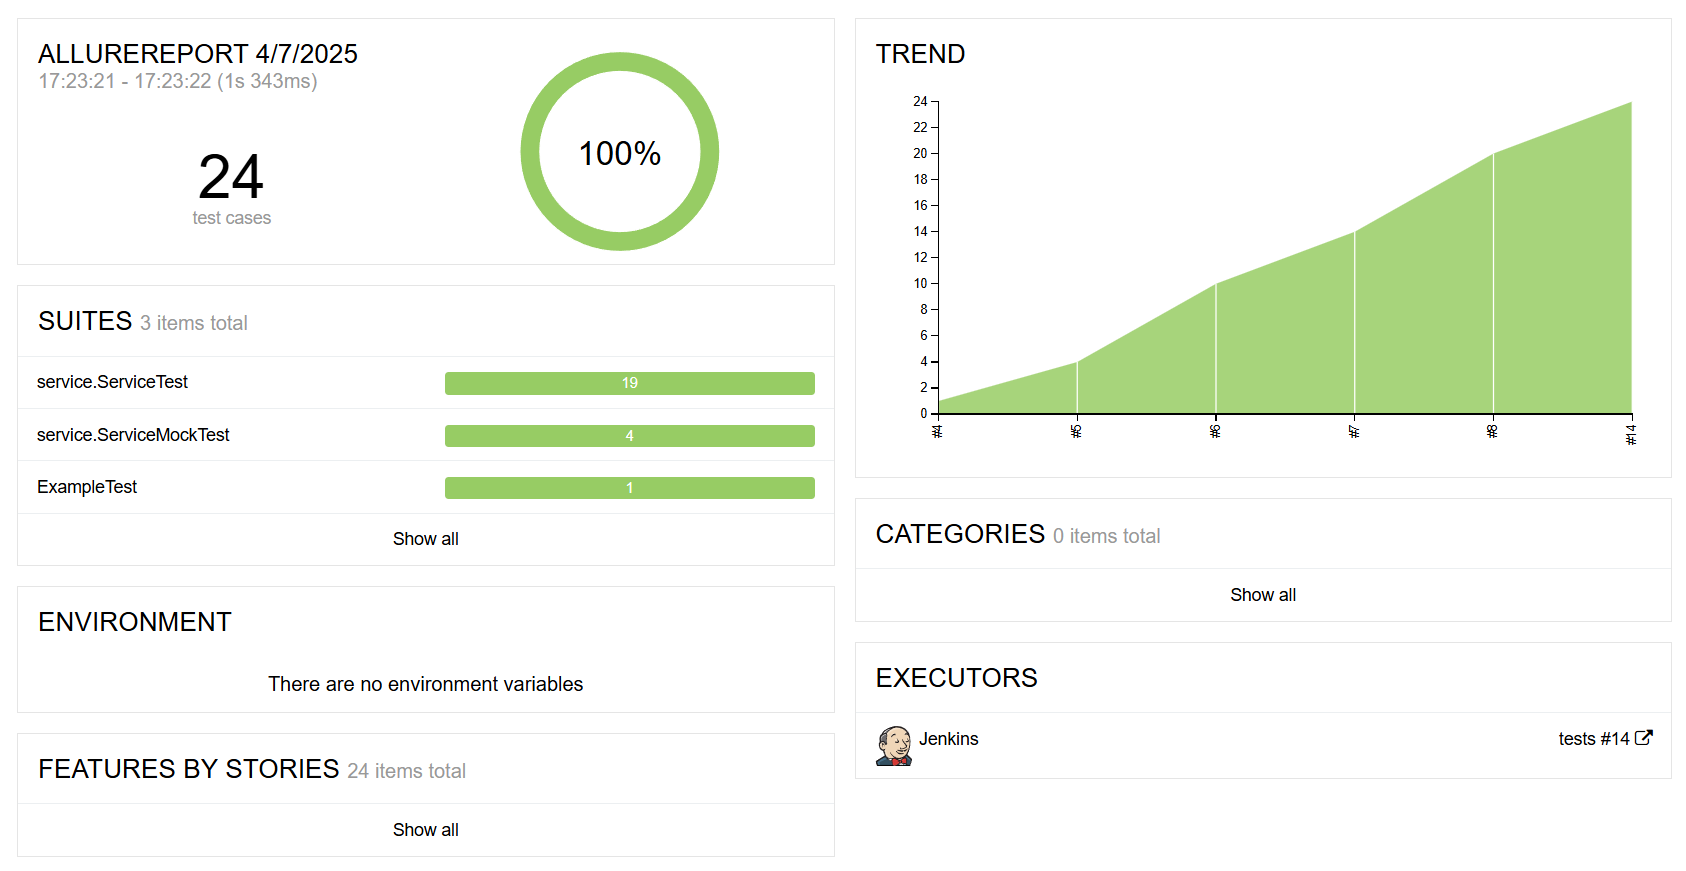 ALLUREREPORT 4/7/2025
17:23:21 - 17:23:22 (1s 343ms)
24
test cases
100%
SUITES 3 items total
service.ServiceTest 19
service.ServiceMockTest 4
ExampleTest 1
Show all
ENVIRONMENT
There are no environment variables
FEATURES BY STORIES 24 items total
Show all
TREND
24
22
20
18
16
14
12
10
8
6
4
2
0
#4 #5 #6 #7 #8 #14
CATEGORIES 0 items total
Show all
EXECUTORS
Jenkins tests #14